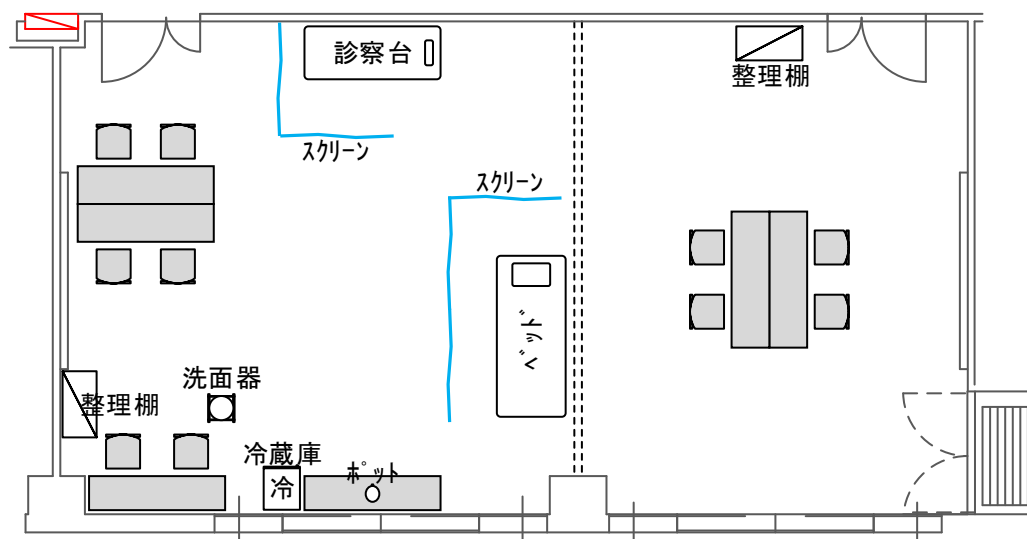 診察台
整理棚
ｽｸﾘｰﾝ
ｽｸﾘｰﾝ
ﾍﾞｯﾄﾞ
洗面器
整理棚
冷蔵庫
ﾎﾟｯﾄ
冷